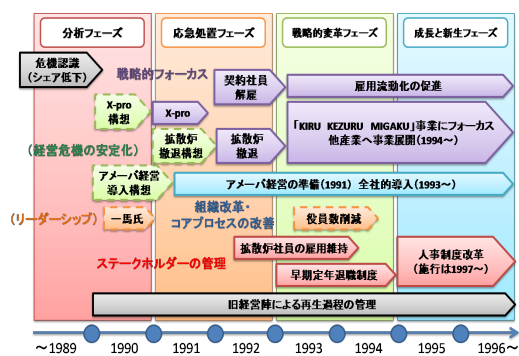 分析フェーズ
応急処置フェーズ
戦略的変革フェーズ
成長と新生フェーズ
危機認識
(シェア低下)
戦略的フォーカス
契約社員
解雇
雇用流動化の促進
X-pro
構想
X-pro
「KIRU KEZURU MIGAKU」事業にフォーカス
他産業へ事業展開(1994～)
(経営危機の安定化)
拡散炉
撤退構想
拡散炉
撤退
アメーバ経営
導入構想
アメーバ経営の準備(1991) 全社的導入(1993～)
(リーダーシップ)
一馬氏
組織改革・
コアプロセスの改善
役員数削減
拡散炉社員の雇用維持
ステークホルダーの管理
早期定年退職制度
人事制度改革
(施行は1997～)
旧経営陣による再生過程の管理
～1989
1990
1991
1992
1993
1994
1995
1996～